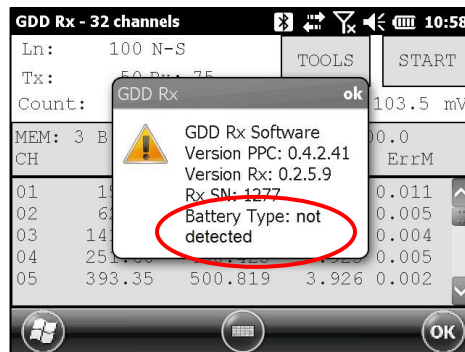 GDD Rx - 32 channels 10:58
Ln: 100 N-S
TOOLS START
Tx:
Count: 103.5 mV
GDD Rx ok
GDD Rx Software
Version PPC: 0.4.2.41
Version Rx: 0.2.5.9
Rx SN: 1277
Battery Type: not
detected
MEM: 3 B
CH ErrM
01 0.011
02 0.005
03 0.004
04 0.005
05 393.35 500.819 3.926 0.002
OK